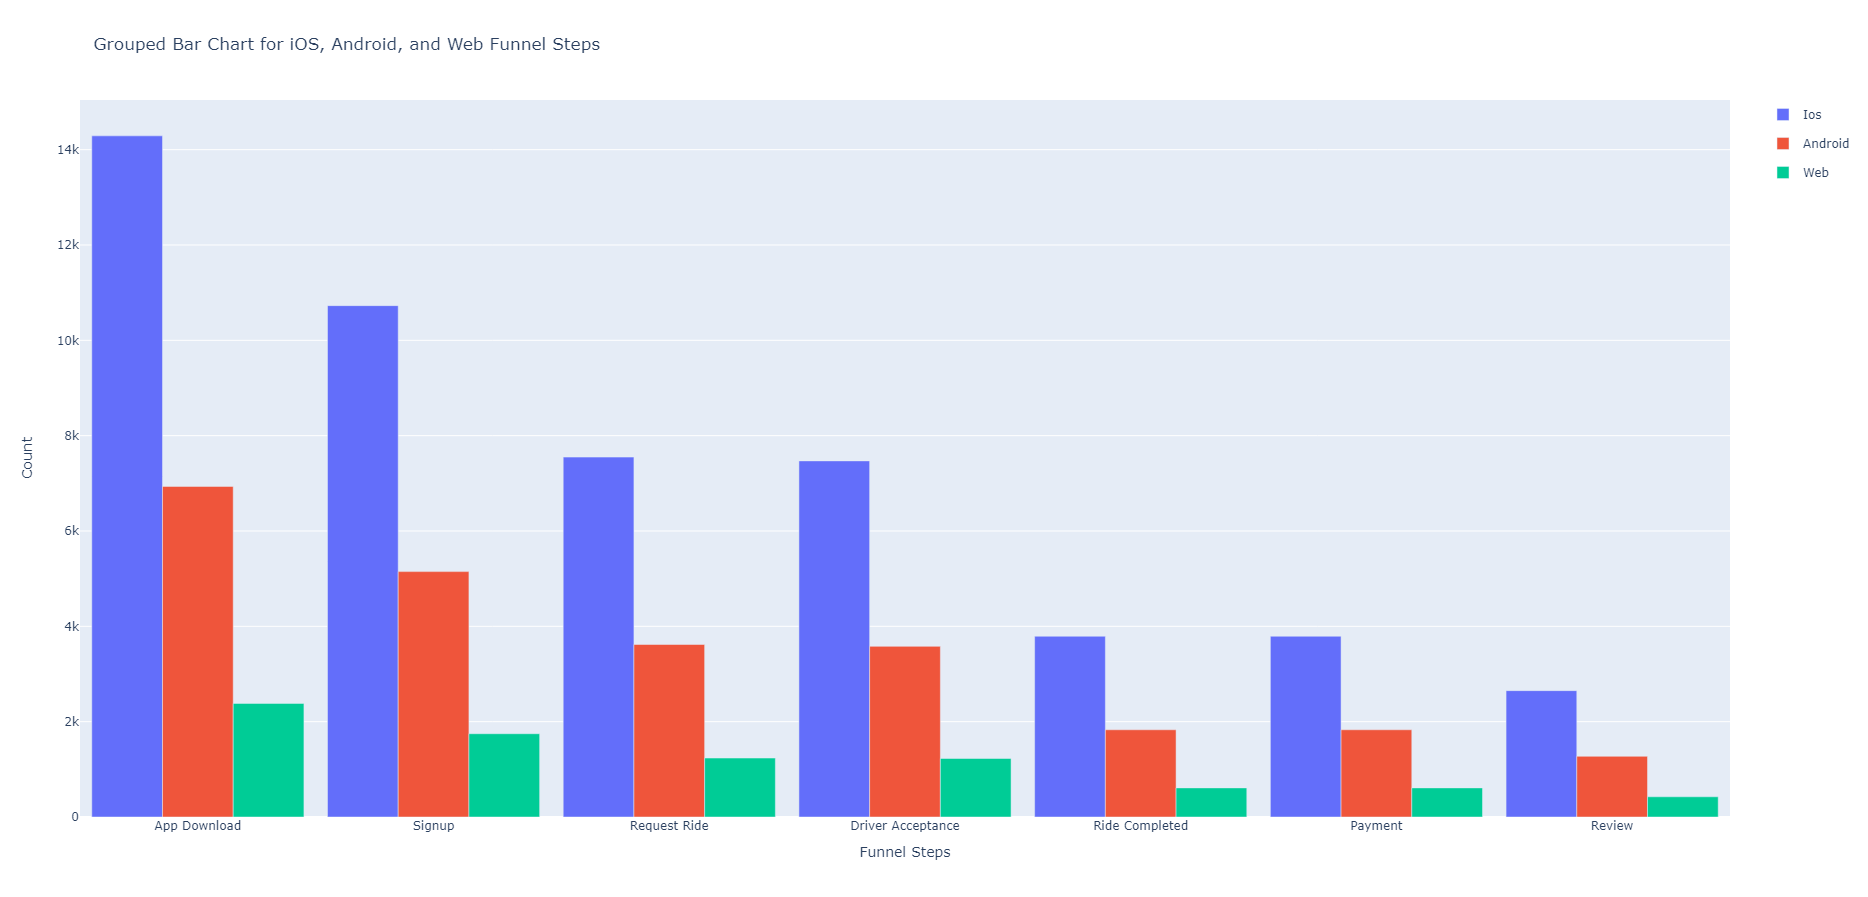 Grouped Bar Chart for iOS, Android, and Web Funnel Steps
Ios
Android
Web
Count
14k
12k
10k
8k
6k
4k
2k
0
App Download Signup Request Ride Driver Acceptance Ride Completed Payment Review
Funnel Steps